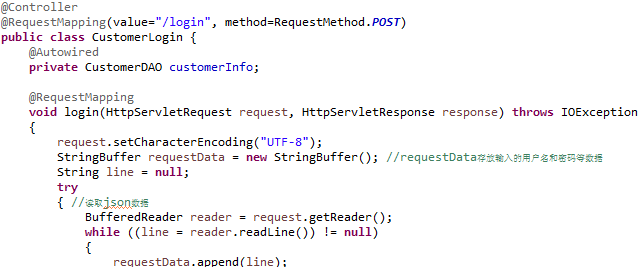 @Controller
@RequestMapping(value="/login", method=RequestMethod.POST)
public class CustomerLogin {
@Autowired
private CustomerDAO customerInfo;
@RequestMapping
void login(HttpServletRequest request, HttpServletResponse response) throws IOException
{
request.setCharacterEncoding("UTF-8");
StringBuffer requestData = new StringBuffer(); //requestData存放输入的用户名和密码等数据
String line = null;
try
{ //读取json数据
BufferedReader reader = request.getReader();
while ((line = reader.readLine()) != null)
{
requestData.append(line);